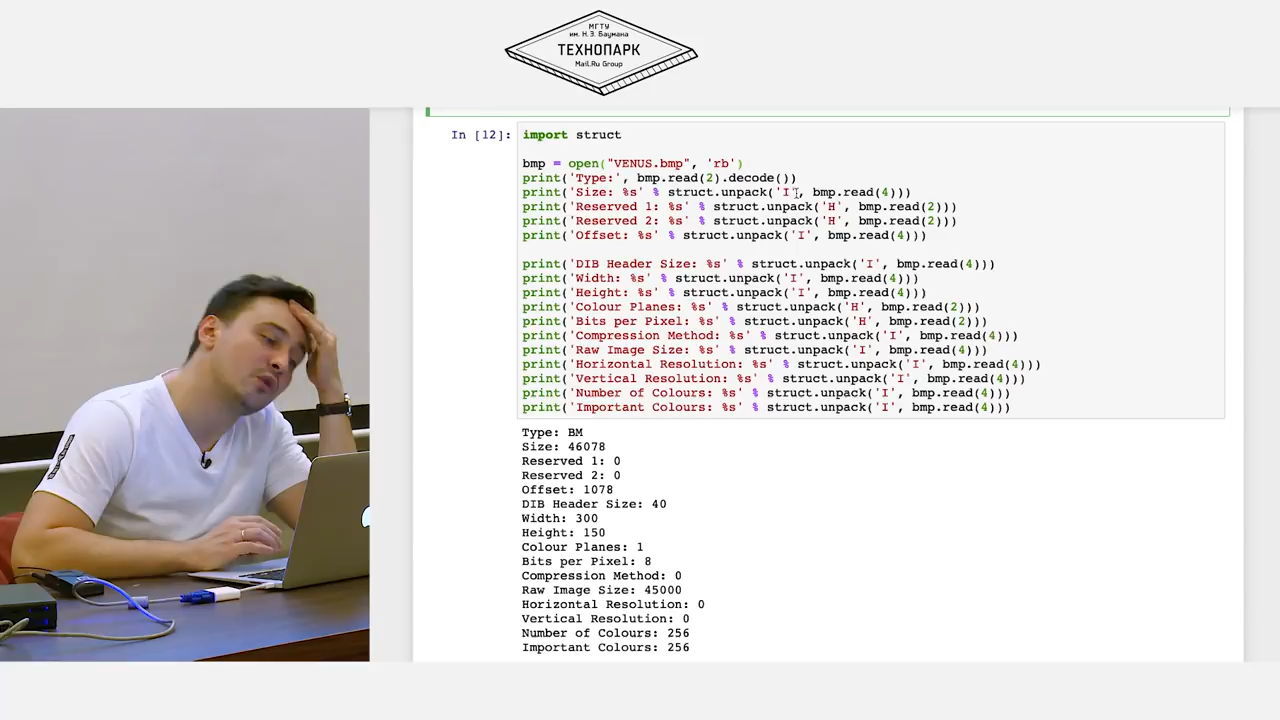 МГТУ
им. Н.Э. Баумана
ТЕХНОПАРК
Mail.Ru Group
In [12]: import struct
bmp = open("VENUS.bmp", 'rb')
print('Type:', bmp.read(2).decode())
print('Size: %s' % struct.unpack('I', bmp.read(4)))
print('Reserved 1: %s' % struct.unpack('H', bmp.read(2)))
print('Reserved 2: %s' % struct.unpack('H', bmp.read(2)))
print('Offset: %s' % struct.unpack('I', bmp.read(4)))
print('DIB Header Size: %s' % struct.unpack('I', bmp.read(4)))
print('Width: %s' % struct.unpack('I', bmp.read(4)))
print('Height: %s' % struct.unpack('I', bmp.read(4)))
print('Colour Planes: %s' % struct.unpack('H', bmp.read(2)))
print('Bits per Pixel: %s' % struct.unpack('H', bmp.read(2)))
print('Compression Method: %s' % struct.unpack('I', bmp.read(4)))
print('Raw Image Size: %s' % struct.unpack('I', bmp.read(4)))
print('Horizontal Resolution: %s' % struct.unpack('I', bmp.read(4)))
print('Vertical Resolution: %s' % struct.unpack('I', bmp.read(4)))
print('Number of Colours: %s' % struct.unpack('I', bmp.read(4)))
print('Important Colours: %s' % struct.unpack('I', bmp.read(4)))
Type: BM
Size: 46078
Reserved 1: 0
Reserved 2: 0
Offset: 1078
DIB Header Size: 40
Width: 300
Height: 150
Colour Planes: 1
Bits per Pixel: 8
Compression Method: 0
Raw Image Size: 45000
Horizontal Resolution: 0
Vertical Resolution: 0
Number of Colours: 256
Important Colours: 256